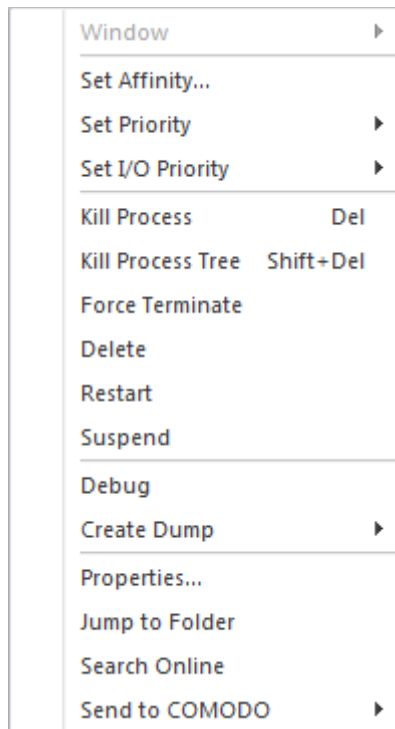 Window
Set Affinity...
Set Priority
Set I/O Priority
Kill Process Del
Kill Process Tree Shift+Del
Force Terminate
Delete
Restart
Suspend
Debug
Create Dump
Properties...
Jump to Folder
Search Online
Send to COMODO